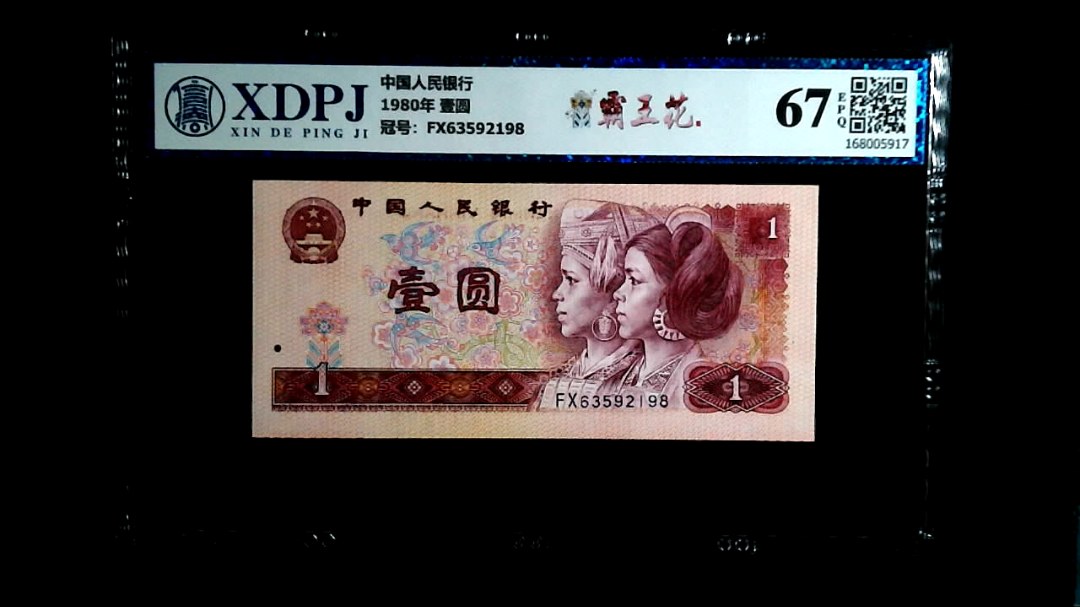 XDPJ
XIN DE PING JI
中国人民银行
1980年 壹圆
冠号：FX63592198
霸王花
67
EPQ
168005917
中国人民银行
1
壹圆
1
FX63592198
1